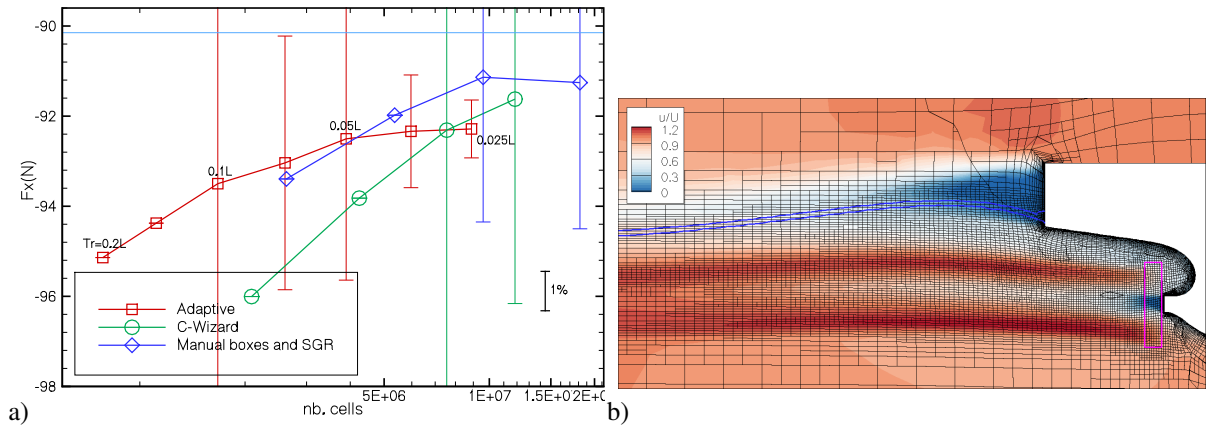 -90
-92
-94
-96
-98
Fx(N)
Tr=0.2L
0.1L
0.05L
0.025L
1%
Adaptive
C-Wizard
Manual boxes and SGR
5E+06
1E+07
1.5E+07
nb. cells
a)
u/U
1.2
0.9
0.6
0.3
0
b)